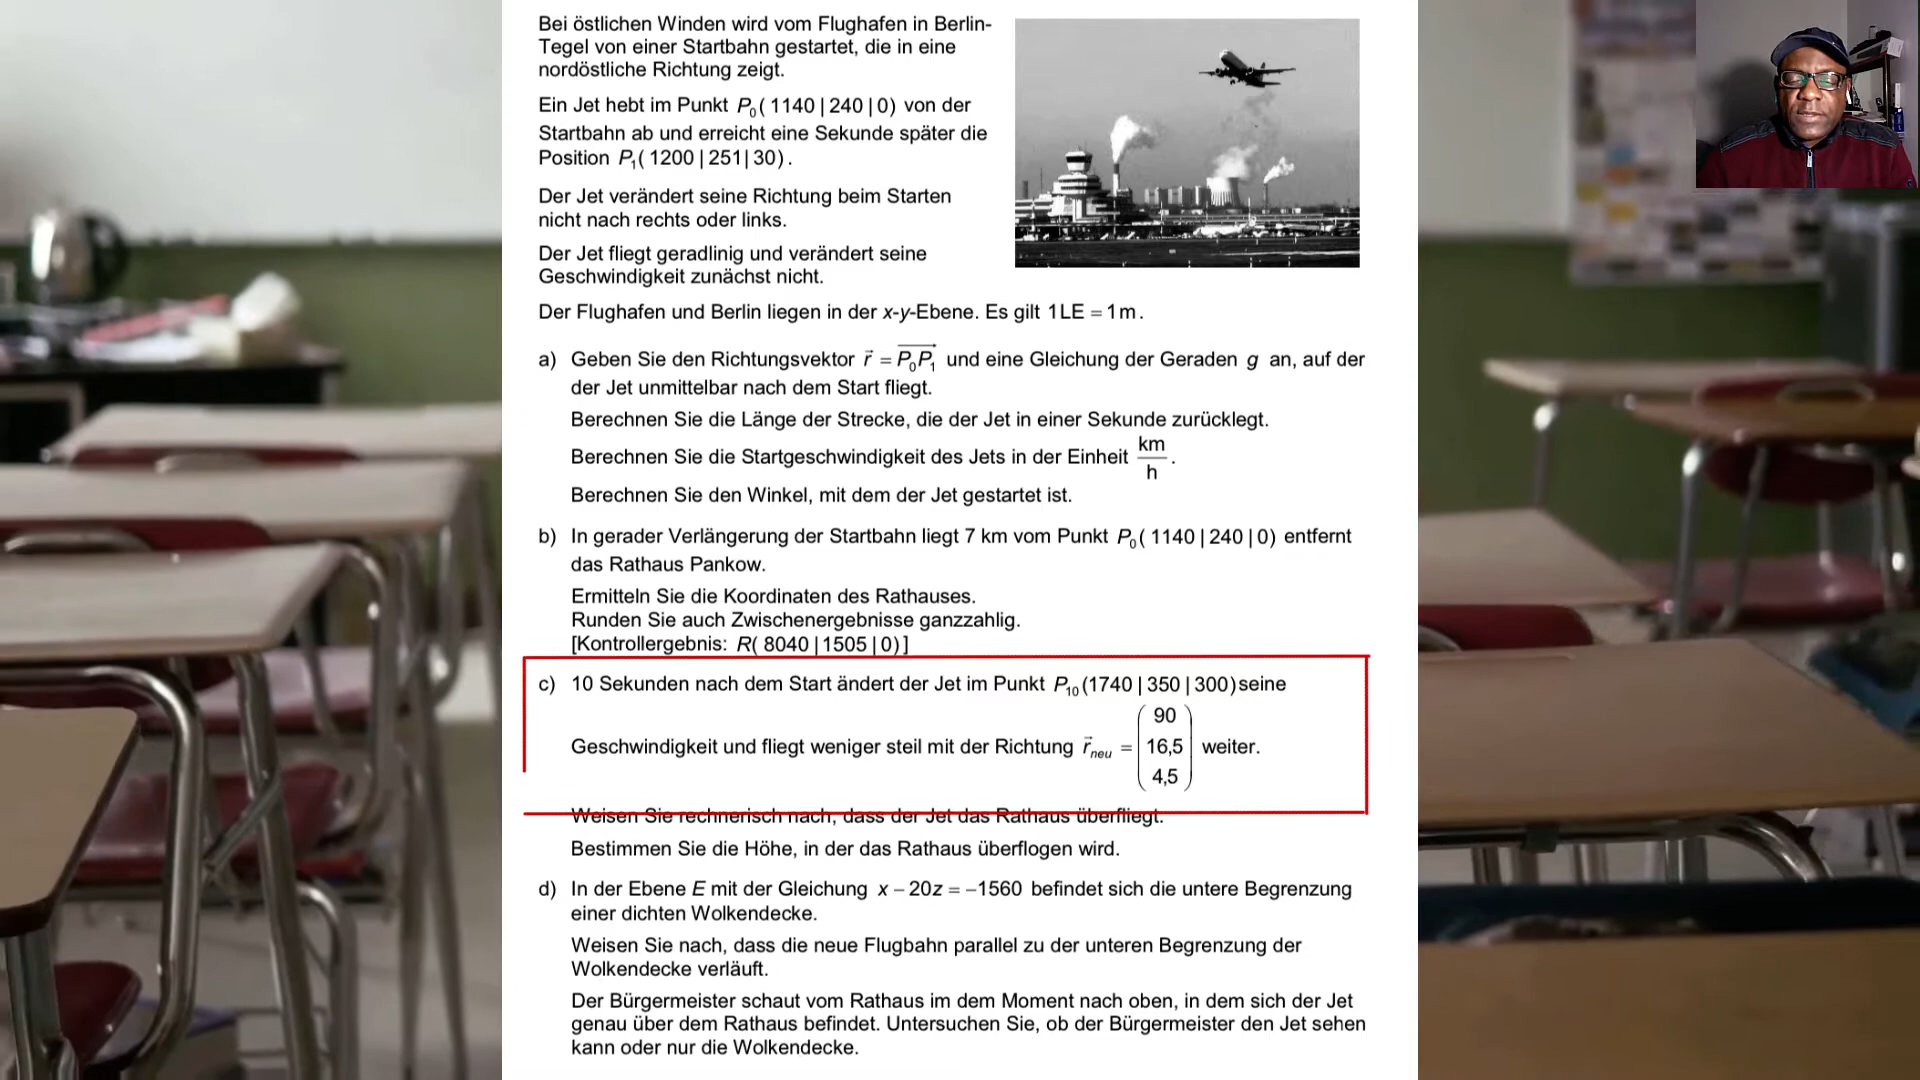 Bei östlichen Winden wird vom Flughafen in Berlin-
Tegel von einer Startbahn gestartet, die in eine
nordöstliche Richtung zeigt.
Ein Jet hebt im Punkt P₀( 1140 | 240 | 0) von der
Startbahn ab und erreicht eine Sekunde später die
Position P₁( 1200 | 251 | 30) .
Der Jet verändert seine Richtung beim Starten
nicht nach rechts oder links.
Der Jet fliegt geradlinig und verändert seine
Geschwindigkeit zunächst nicht.
Der Flughafen und Berlin liegen in der x-y-Ebene. Es gilt 1LE = 1m .
a) Geben Sie den Richtungsvektor r⃗ = P₀P₁ und eine Gleichung der Geraden g an, auf der
der Jet unmittelbar nach dem Start fliegt.
Berechnen Sie die Länge der Strecke, die der Jet in einer Sekunde zurücklegt.
Berechnen Sie die Startgeschwindigkeit des Jets in der Einheit km/h .
Berechnen Sie den Winkel, mit dem der Jet gestartet ist.
b) In gerader Verlängerung der Startbahn liegt 7 km vom Punkt P₀( 1140 | 240 | 0) entfernt
das Rathaus Pankow.
Ermitteln Sie die Koordinaten des Rathauses.
Runden Sie auch Zwischenergebnisse ganzzahlig.
[Kontrollergebnis: R( 8040 | 1505 | 0) ]
c) 10 Sekunden nach dem Start ändert der Jet im Punkt P₁₀(1740 | 350 | 300) seine
90
Geschwindigkeit und fliegt weniger steil mit der Richtung r⃗neu = 16,5 weiter.
4,5
Weisen Sie rechnerisch nach, dass der Jet das Rathaus überfliegt.
Bestimmen Sie die Höhe, in der das Rathaus überflogen wird.
d) In der Ebene E mit der Gleichung x – 20z = –1560 befindet sich die untere Begrenzung
einer dichten Wolkendecke.
Weisen Sie nach, dass die neue Flugbahn parallel zu der unteren Begrenzung der
Wolkendecke verläuft.
Der Bürgermeister schaut vom Rathaus im dem Moment nach oben, in dem sich der Jet
genau über dem Rathaus befindet. Untersuchen Sie, ob der Bürgermeister den Jet sehen
kann oder nur die Wolkendecke.